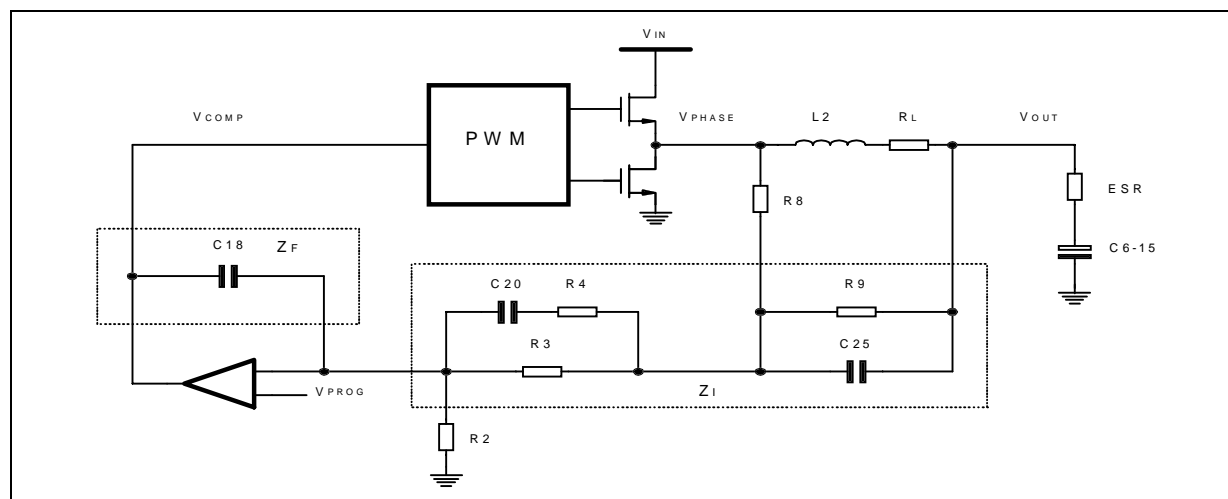 VIN
VCOMP
PWM
VPHASE
L2
RL
VOUT
R8
ESR
C18
ZF
C20
R4
R9
C6-15
R3
C25
VPROG
ZI
R2